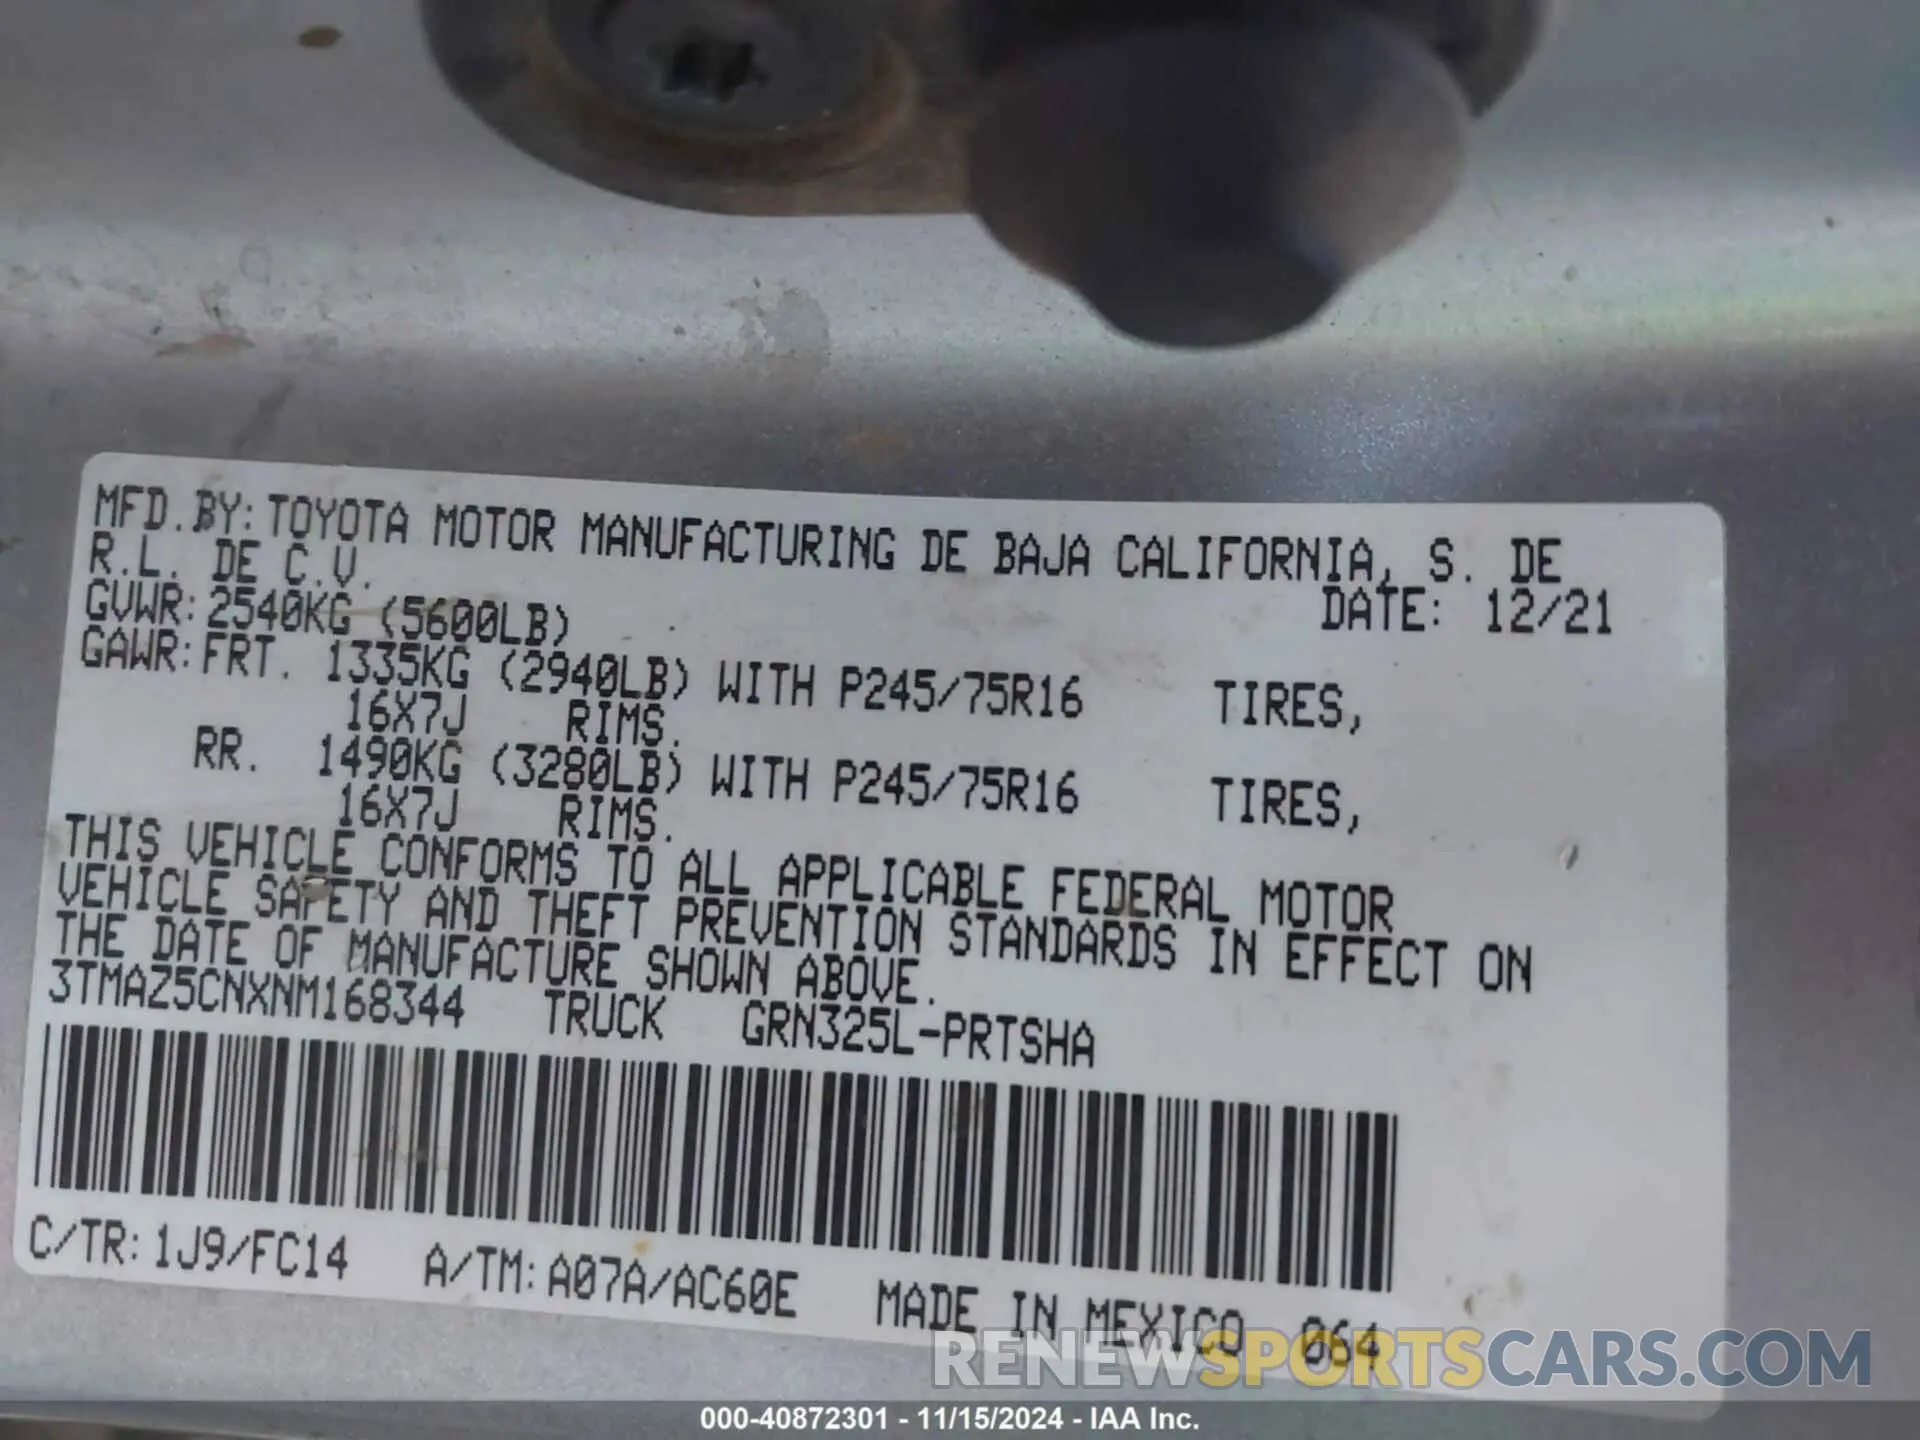 MFD.BY:TOYOTA MOTOR MANUFACTURING DE BAJA CALIFORNIA, S. DE
R.L. DE C.V. DATE: 12/21
GVWR:2540KG (5600LB)
GAWR:FRT. 1335KG (2940LB) WITH P245/75R16 TIRES,
16X7J RIMS.
RR. 1490KG (3280LB) WITH P245/75R16 TIRES,
16X7J RIMS.
THIS VEHICLE CONFORMS TO ALL APPLICABLE FEDERAL MOTOR
VEHICLE SAFETY AND THEFT PREVENTION STANDARDS IN EFFECT ON
THE DATE OF MANUFACTURE SHOWN ABOVE.
3TMAZ5CNXNM168344 TRUCK GRN325L-PRTSHA
C/TR:1J9/FC14 A/TM:A07A/AC60E MADE IN MEXICO 064
RENEWSPORTSCARS.COM
000-40872301 - 11/15/2024 - IAA Inc.